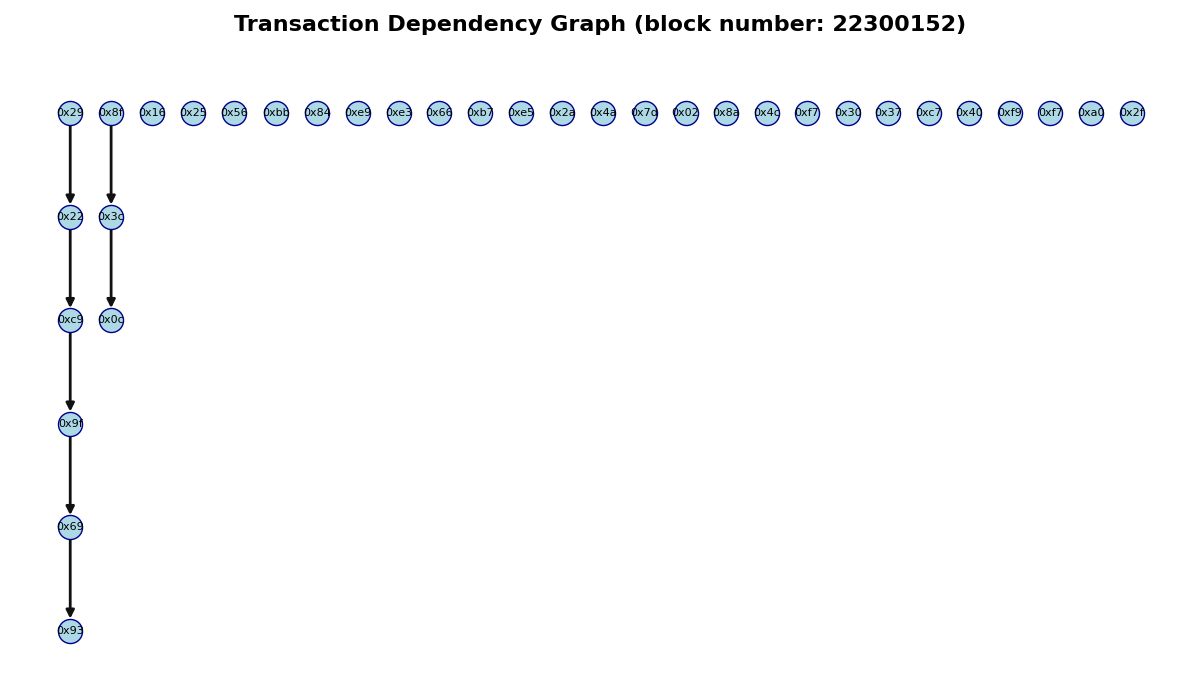 Transaction Dependency Graph (block number: 22300152)
0x29 0x8f 0x16 0x25 0x56 0xbb 0x84 0xe9 0xe3 0x66 0xb7 0xe5 0x2a 0x4a 0x7d 0x02 0x8a 0x4c 0xf7 0x30 0x37 0xc7 0x40 0xf9 0xf7 0xa0 0x2f
0x22 0x3c
0xc9 0x0c
0x9f
0x69
0x93